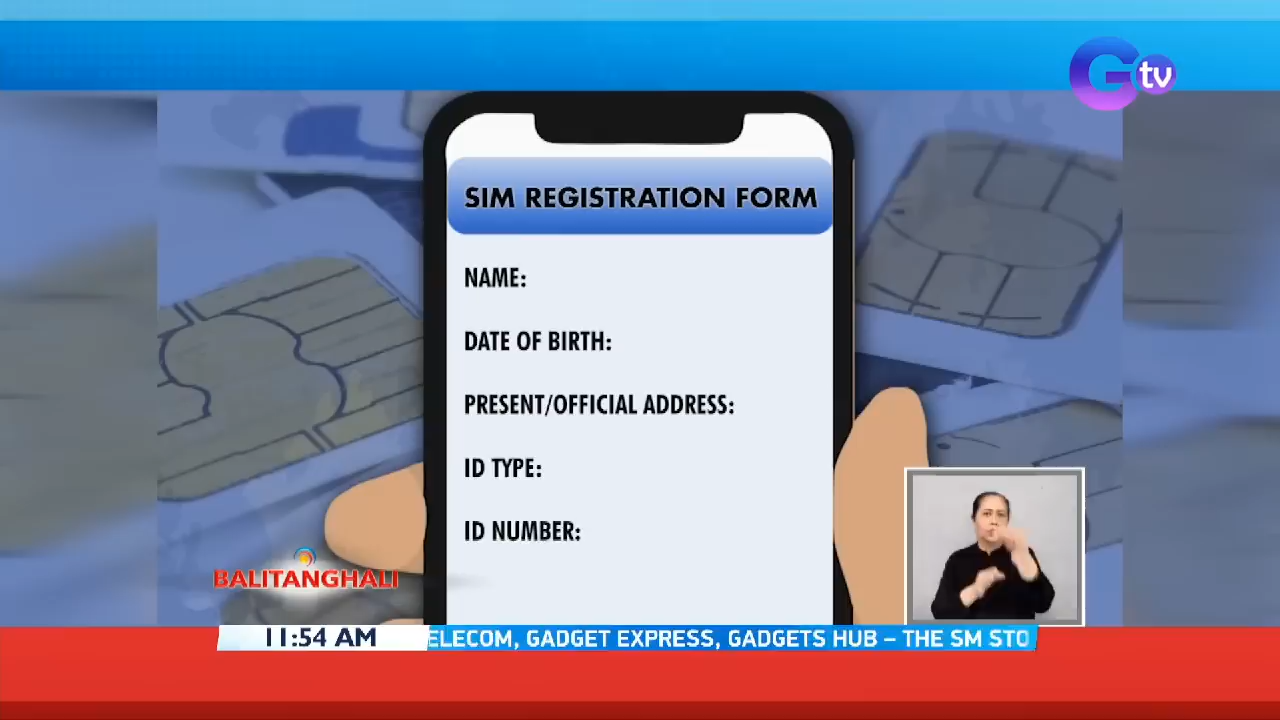 Gtv
SIM REGISTRATION FORM
NAME:
DATE OF BIRTH:
PRESENT/OFFICIAL ADDRESS:
ID TYPE:
ID NUMBER:
BALITANGHALI
11:54 AM
ELECOM, GADGET EXPRESS, GADGETS HUB – THE SM STO